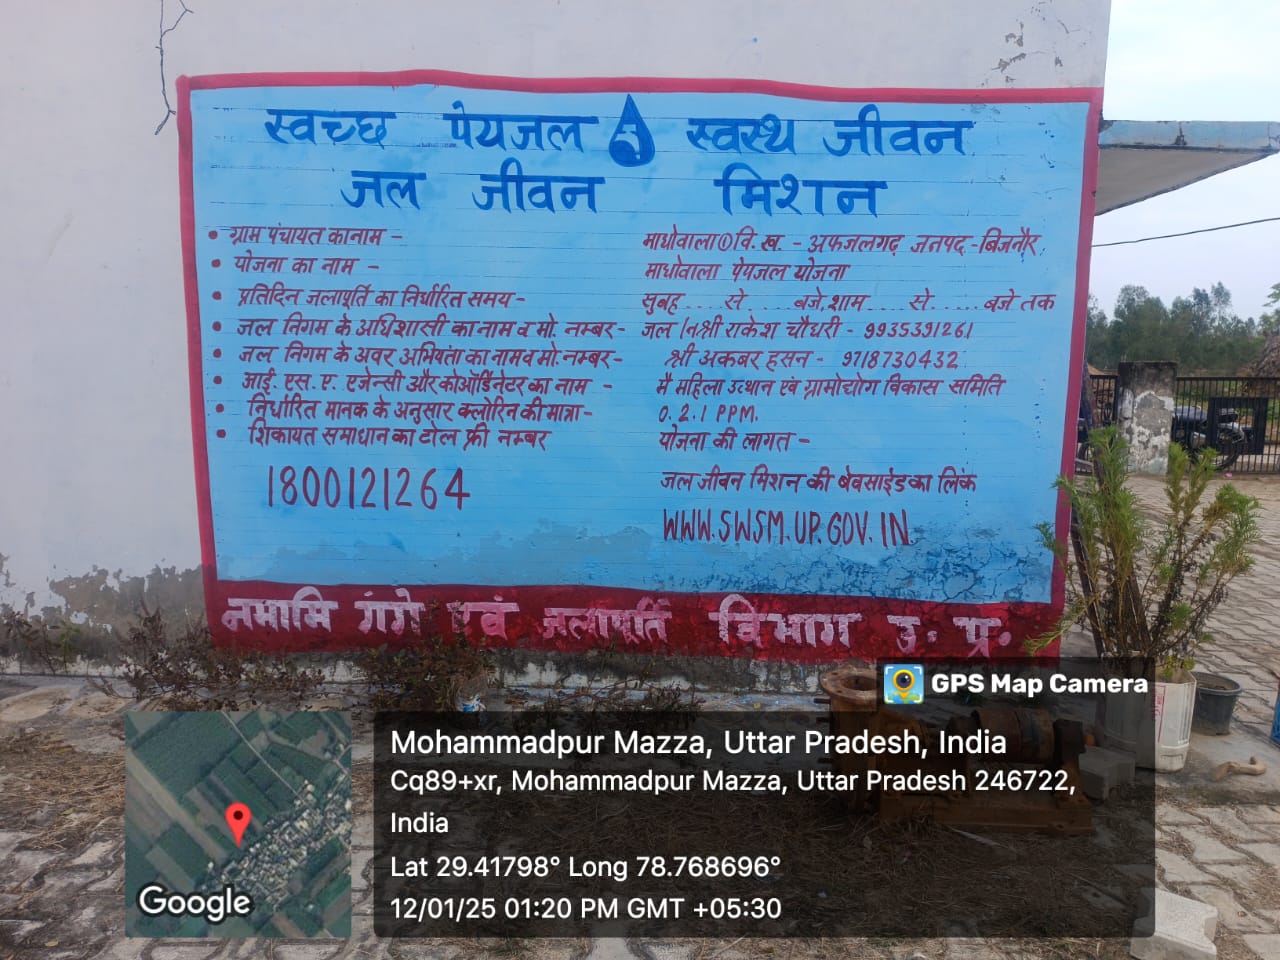 स्वच्छ पेयजल स्वस्थ जीवन
जल जीवन मिशन
• ग्राम पंचायत का नाम – माधोवाला ① वि. ख. - अफजलगढ़ जनपद - बिजनौर,
• योजना का नाम – माधोवाला पेयजल योजना
• प्रतिदिन जलापूर्ति का निर्धारित समय – सुबह .... से .... बजे, शाम .... से ..... बजे तक
• जल निगम के अधिशासी का नाम व मो. नम्बर - जल नि. श्री राकेश चौधरी - 9935391261
• जल निगम के अवर अभियंता का नाम व मो. नम्बर – श्री अकबर हसन - 9718730432
• आई. एस. ए. एजेन्सी और कोऑर्डिनेटर का नाम – मै महिला उत्थान एवं ग्रामोद्योग विकास समिति
• निर्धारित मानक के अनुसार क्लोरिन की मात्रा – 0.2.1 PPM.
• शिकायत समाधान का टोल फ्री नम्बर योजना की लागत –
1800121264
जल जीवन मिशन की बेवसाईड का लिंक
WWW.SWSM.UP.GOV.IN.
नमामि गंगे एवं जलापूर्ति विभाग उ. प्र.
GPS Map Camera
Mohammadpur Mazza, Uttar Pradesh, India
Cq89+xr, Mohammadpur Mazza, Uttar Pradesh 246722,
India
Lat 29.41798° Long 78.768696°
12/01/25 01:20 PM GMT +05:30
Google